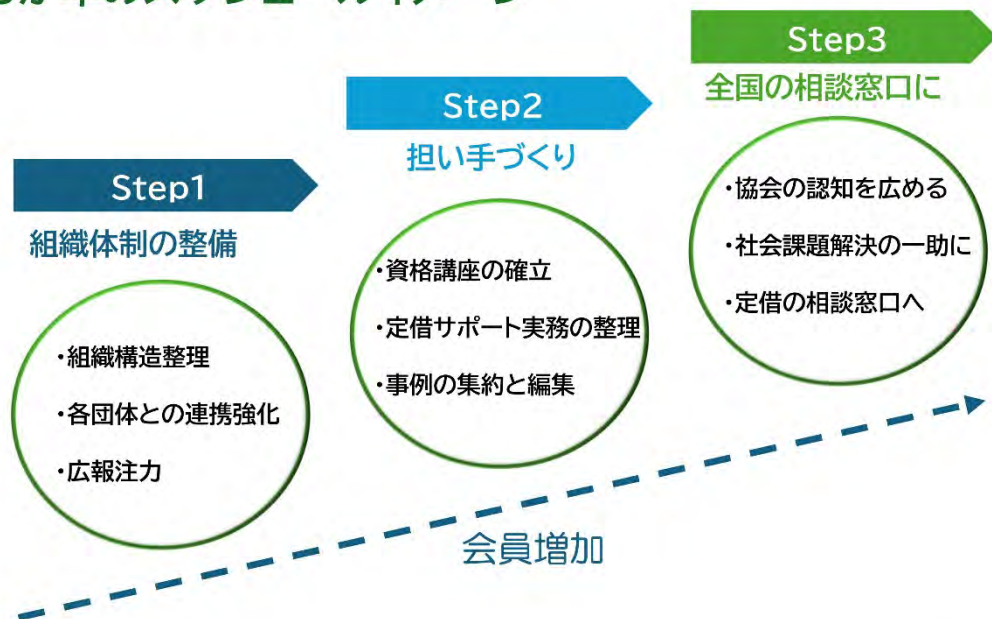 Step1
組織体制の整備
・組織構造整理
・各団体との連携強化
・広報注力
Step2
担い手づくり
・資格講座の確立
・定借サポート実務の整理
・事例の集約と編集
Step3
全国の相談窓口に
・協会の認知を広める
・社会課題解決の一助に
・定借の相談窓口へ
会員増加